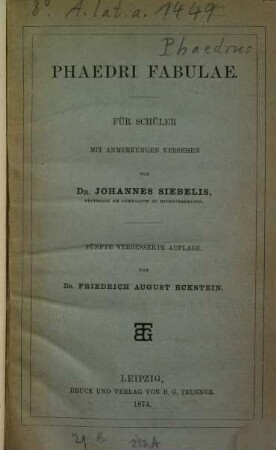 8° A. lat. a. 1449
Phaedrus
PHAEDRI FABULAE.
FÜR SCHÜLER
MIT ANMERKUNGEN VERSEHEN
VON
DR. JOHANNES SIEBELIS,
PROFESSOR AM GYMNASIUM ZU HILDBURGHAUSEN.
FÜNFTE VERBESSERTE AUFLAGE.
VON
DR. FRIEDRICH AUGUST ECKSTEIN.
LEIPZIG,
DRUCK UND VERLAG VON B. G. TEUBNER.
1874.